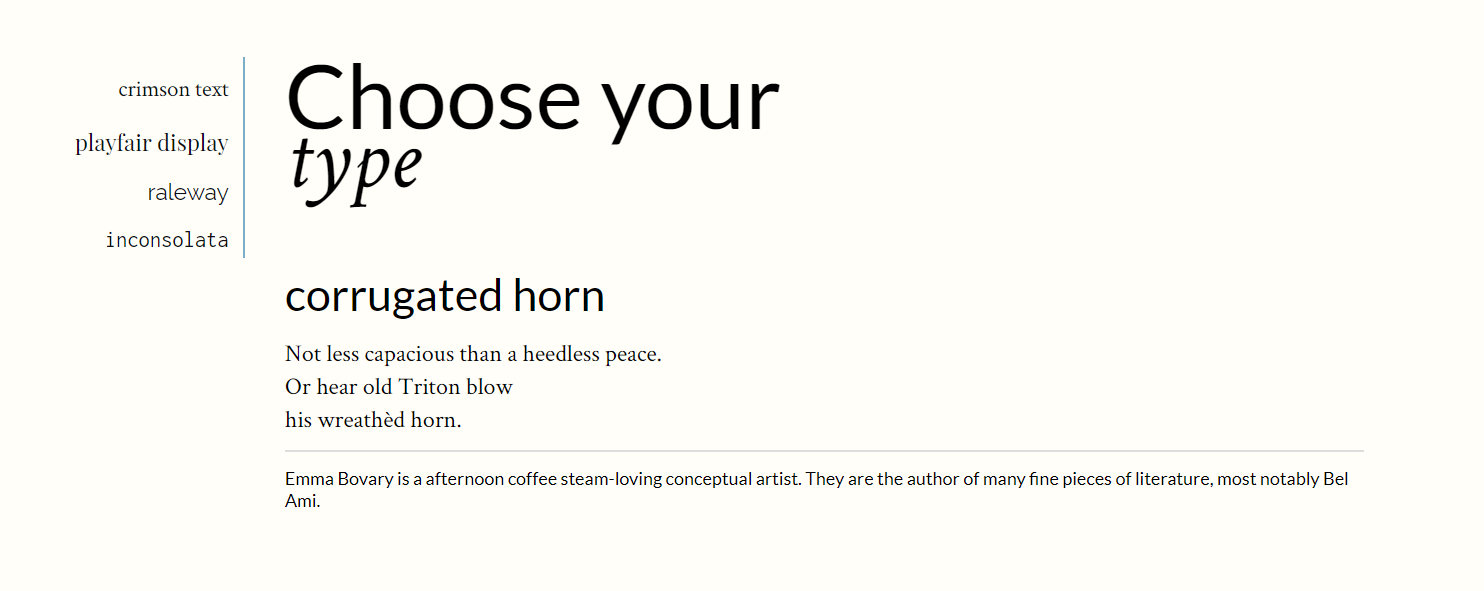 crimson text
playfair display
raleway
inconsolata
Choose your
type
corrugated horn
Not less capacious than a heedless peace.
Or hear old Triton blow
his wreathèd horn.
Emma Bovary is a afternoon coffee steam-loving conceptual artist. They are the author of many fine pieces of literature, most notably Bel
Ami.